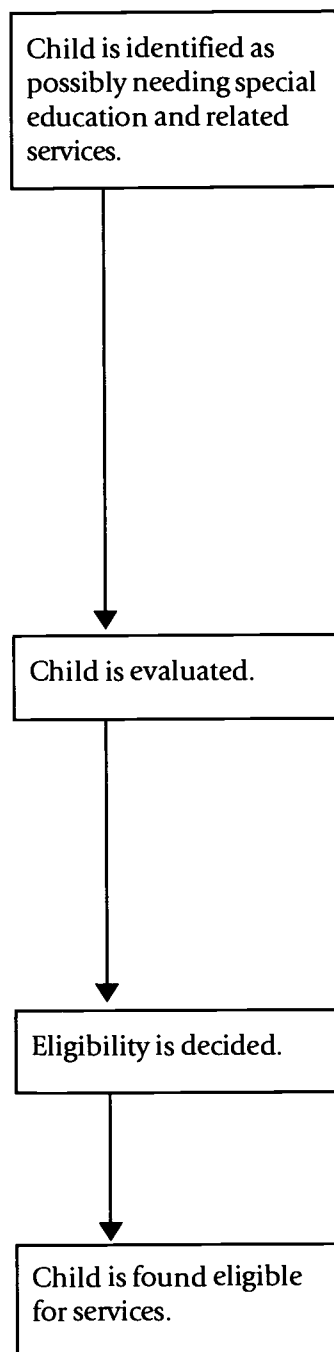 Child is identified as
possibly needing special
education and related
services.
Child is evaluated.
Eligibility is decided.
Child is found eligible
for services.